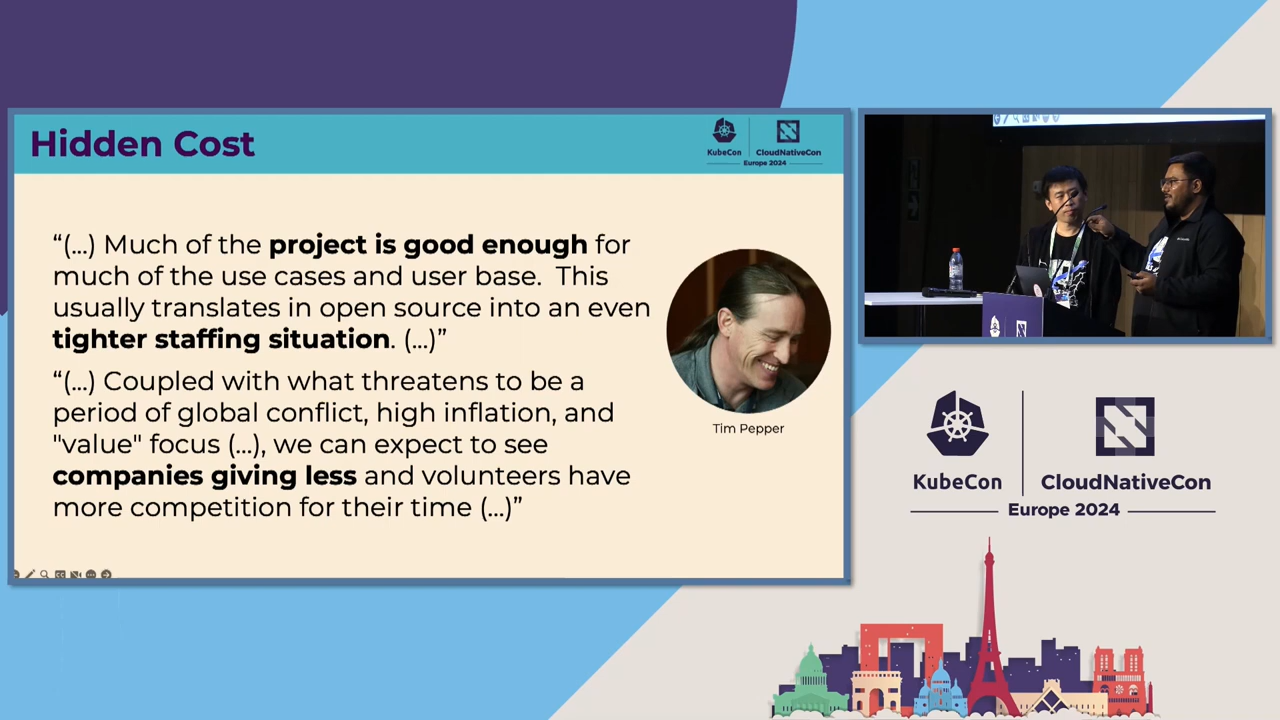 Hidden Cost
KubeCon
CloudNativeCon
Europe 2024
“(...) Much of the project is good enough for
much of the use cases and user base.  This
usually translates in open source into an even
tighter staffing situation. (...)”
“(...) Coupled with what threatens to be a
period of global conflict, high inflation, and
"value" focus (...), we can expect to see
companies giving less and volunteers have
more competition for their time (...)”
Tim Pepper
KubeCon
CloudNativeCon
Europe 2024